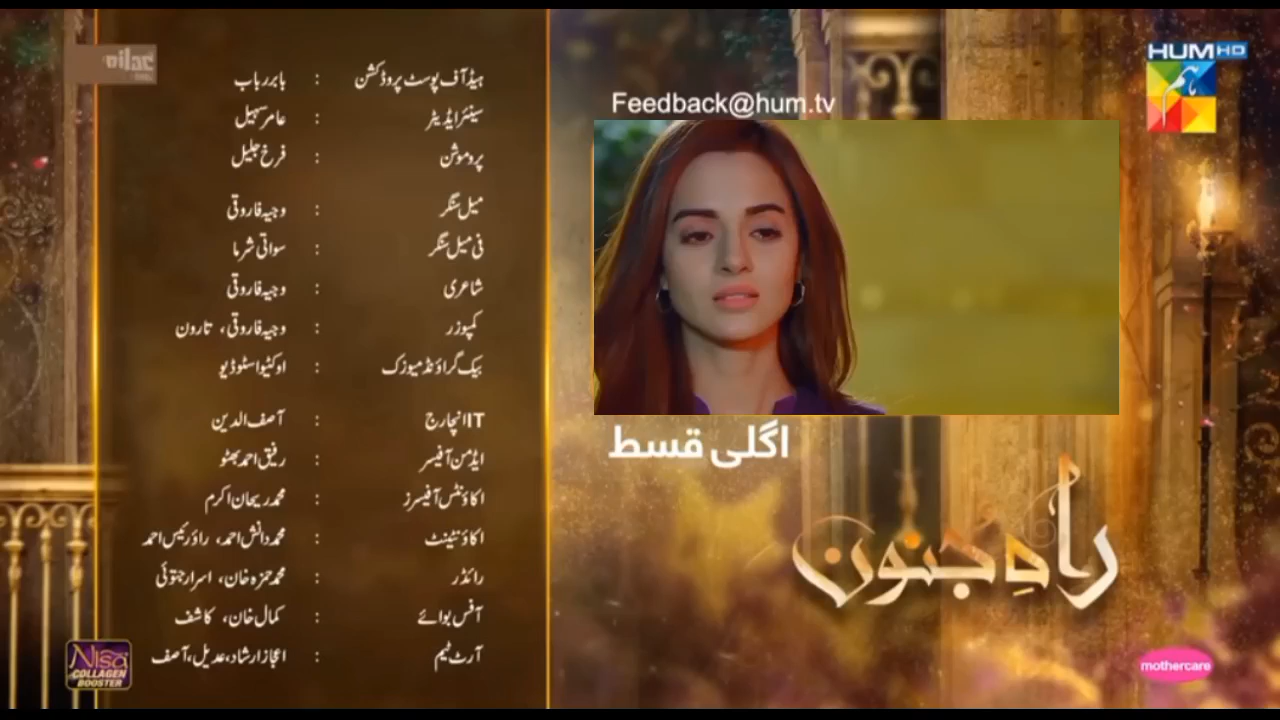 HUM HD
ہم
Feedback@hum.tv
ہیڈ آف پوسٹ پروڈکشن : بابر رباب
سینئر ایڈیٹر : عامر سہیل
پروموشن : فرخ جلیل
میل سنگر : وجیہ فاروقی
فی میل سنگر : سواتی شرما
شاعری : وجیہ فاروقی
کمپوزر : وجیہ فاروقی، تارون
بیک گراؤنڈ میوزک : اوکٹیو اسٹوڈیو
IT انچارج : آصف الدین
ایڈمن آفیسر : رفیق احمد بھٹو
اکاؤنٹس آفیسرز : محمد ریحان اکرم
اکاؤنٹینٹ : محمد دانش احمد، راؤ رئیس احمد
رائڈر : محمد حمزہ خان، اسرار جتوئی
آفس بوائے : کمال خان، کاشف
آرٹ ٹیم : اعجاز ارشاد، عدیل، آصف
اگلی قسط
راہِ جنون
Nisa
COLLAGEN
BOOSTER
mothercare